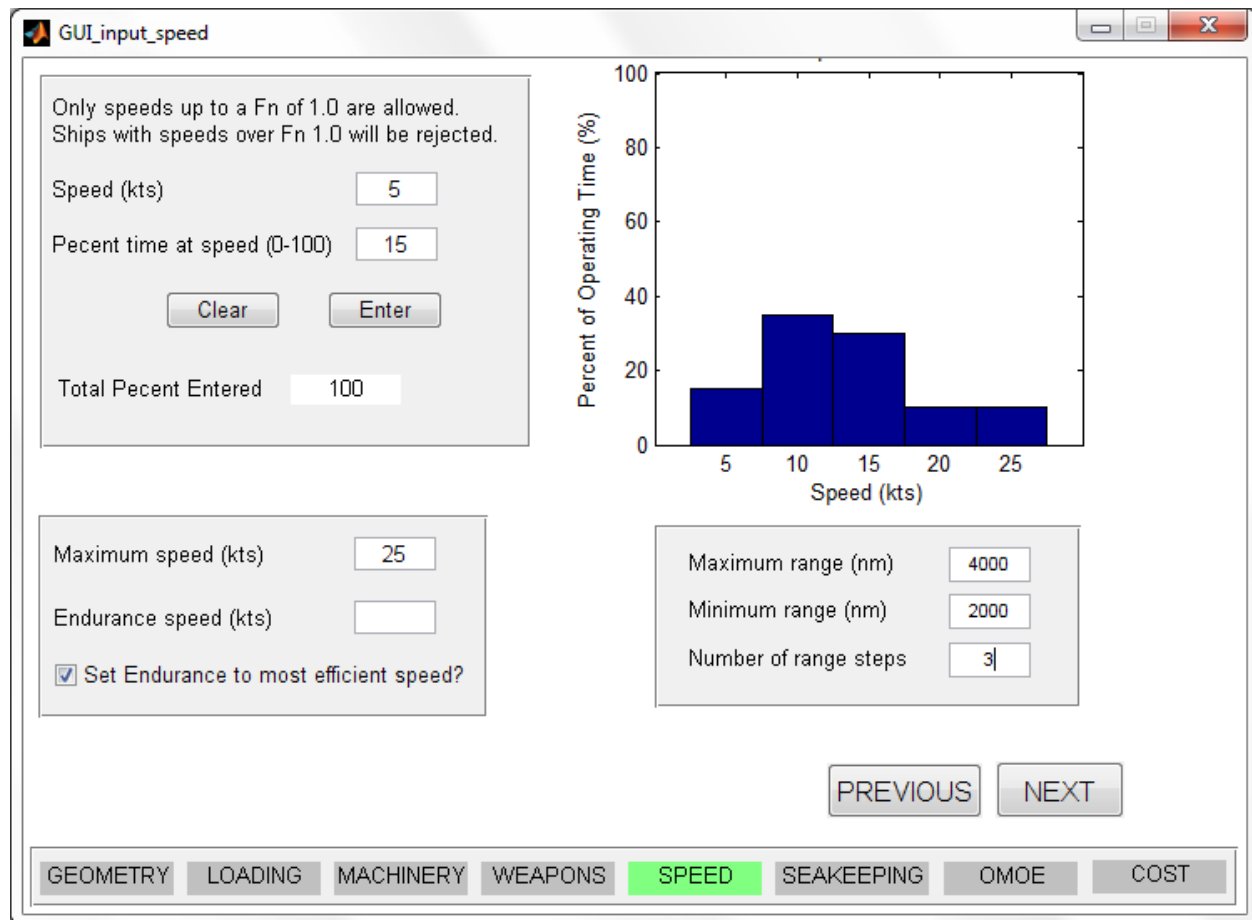 GUI_input_speed
Only speeds up to a Fn of 1.0 are allowed.
Ships with speeds over Fn 1.0 will be rejected.
Speed (kts) 5
Pecent time at speed (0-100) 15
Clear Enter
Total Pecent Entered 100
Percent of Operating Time (%)
100
80
60
40
20
0
5 10 15 20 25
Speed (kts)
Maximum speed (kts) 25
Endurance speed (kts)
Set Endurance to most efficient speed?
Maximum range (nm) 4000
Minimum range (nm) 2000
Number of range steps 3
PREVIOUS NEXT
GEOMETRY LOADING MACHINERY WEAPONS SPEED SEAKEEPING OMOE COST